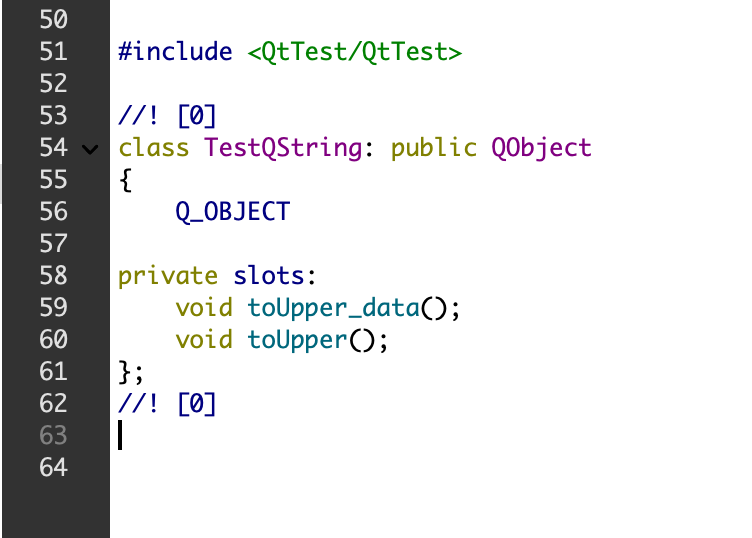 50
51 #include <QtTest/QtTest>
52
53 //! [0]
54 class TestQString: public QObject
55 {
56     Q_OBJECT
57
58 private slots:
59     void toUpper_data();
60     void toUpper();
61 };
62 //! [0]
63
64